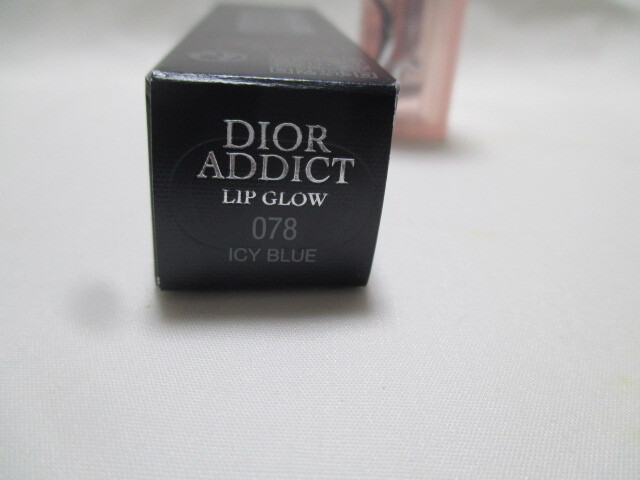 DIOR
ADDICT
LIP GLOW
078
ICY BLUE